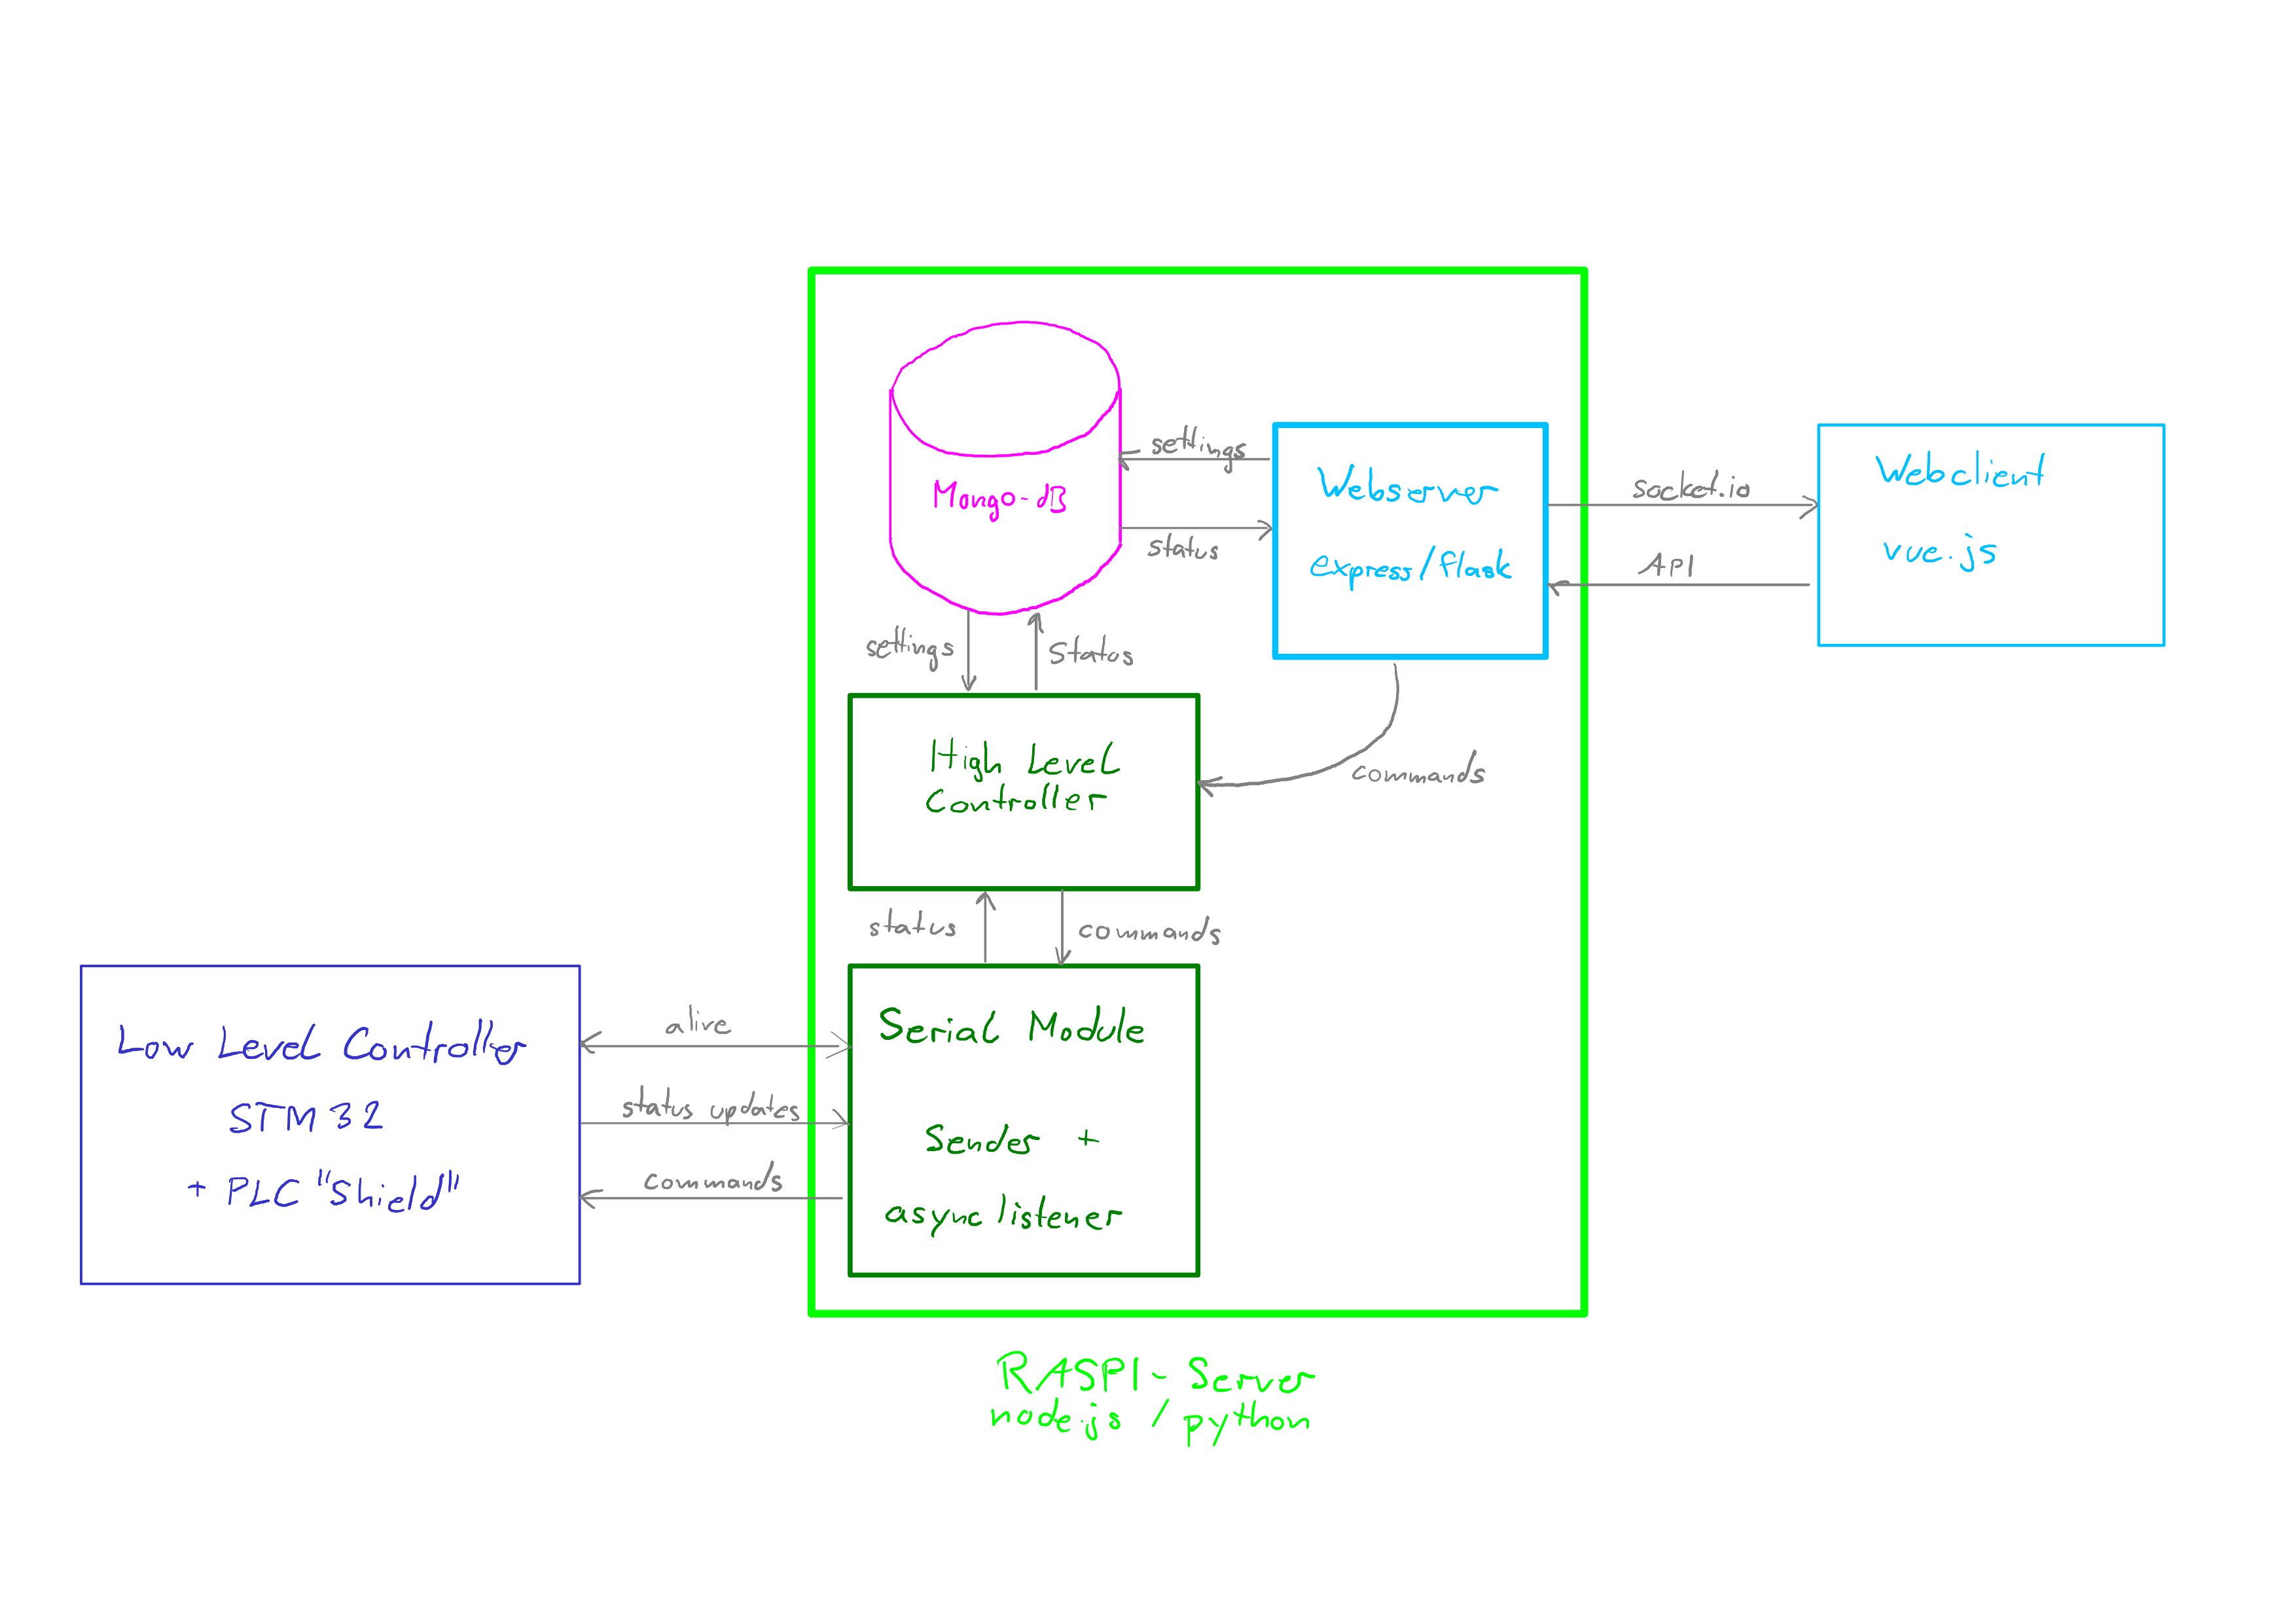 Mongo-dB
settings
status
Webserver
express/flask
socket.io
API
Webclient
vue.js
settings
status
High Level
Controller
commands
status
commands
Low Level Controller
STM32
+ PLC "Shield"
alive
status updates
commands
Serial Module
Sender +
async listener
RASPI-Server
node.js / python